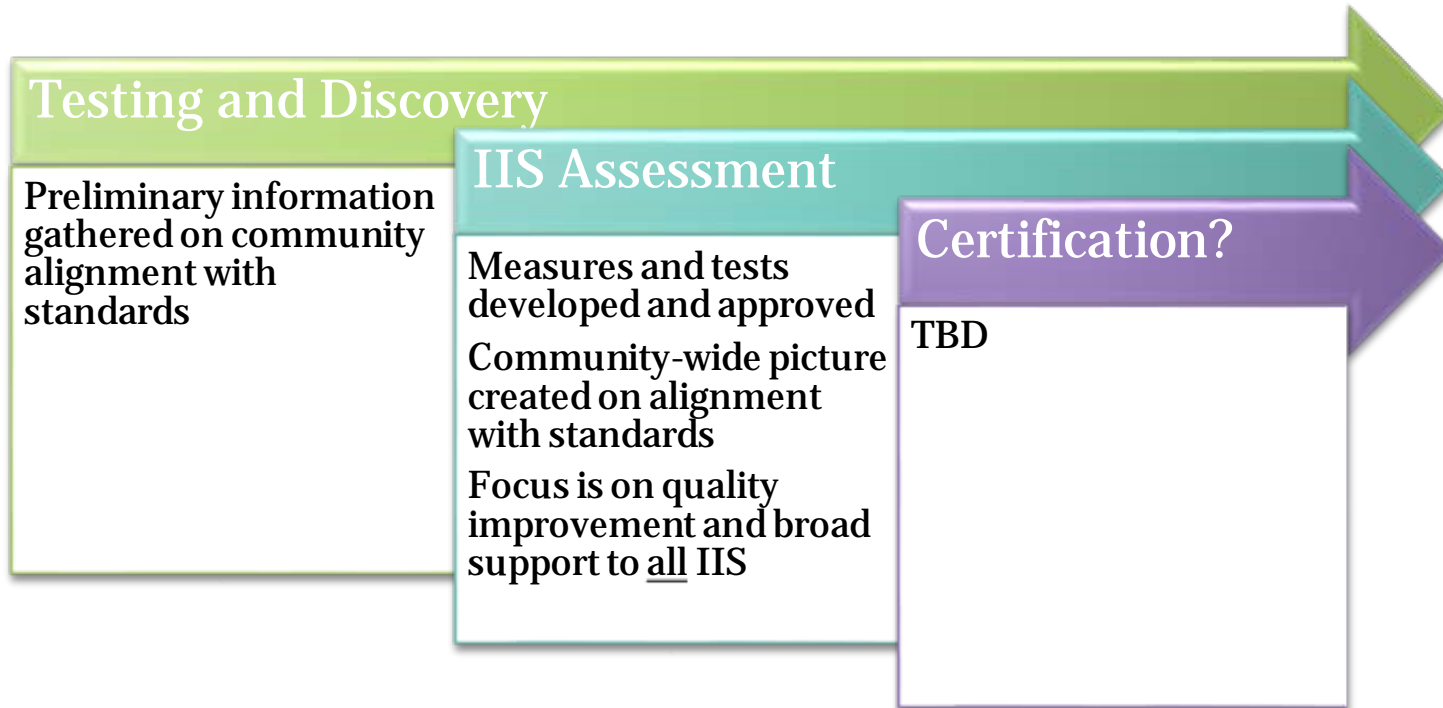 Testing and Discovery
Preliminary information
gathered on community
alignment with
standards
IIS Assessment
Measures and tests
developed and approved
Community-wide picture
created on alignment
with standards
Focus is on quality
improvement and broad
support to all IIS
Certification?
TBD